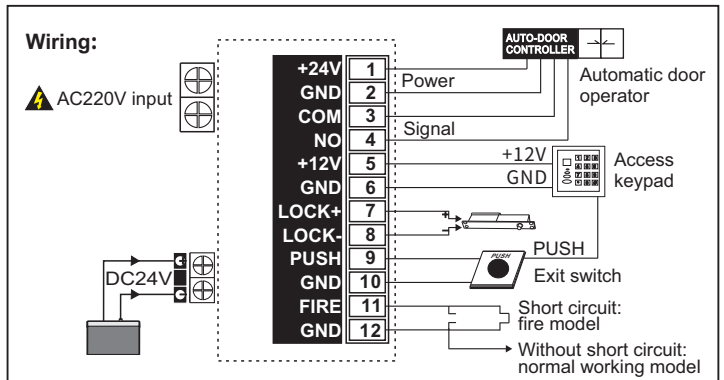 Wiring:
AC220V input
DC24V
+24V 1
GND 2
COM 3
NO 4
+12V 5
GND 6
LOCK+ 7
LOCK- 8
PUSH 9
GND 10
FIRE 11
GND 12
Power
Signal
AUTO-DOOR
CONTROLLER
Automatic door
operator
+12V
GND
Access
keypad
+
-
PUSH
PUSH
Exit switch
Short circuit:
fire model
Without short circuit:
normal working model